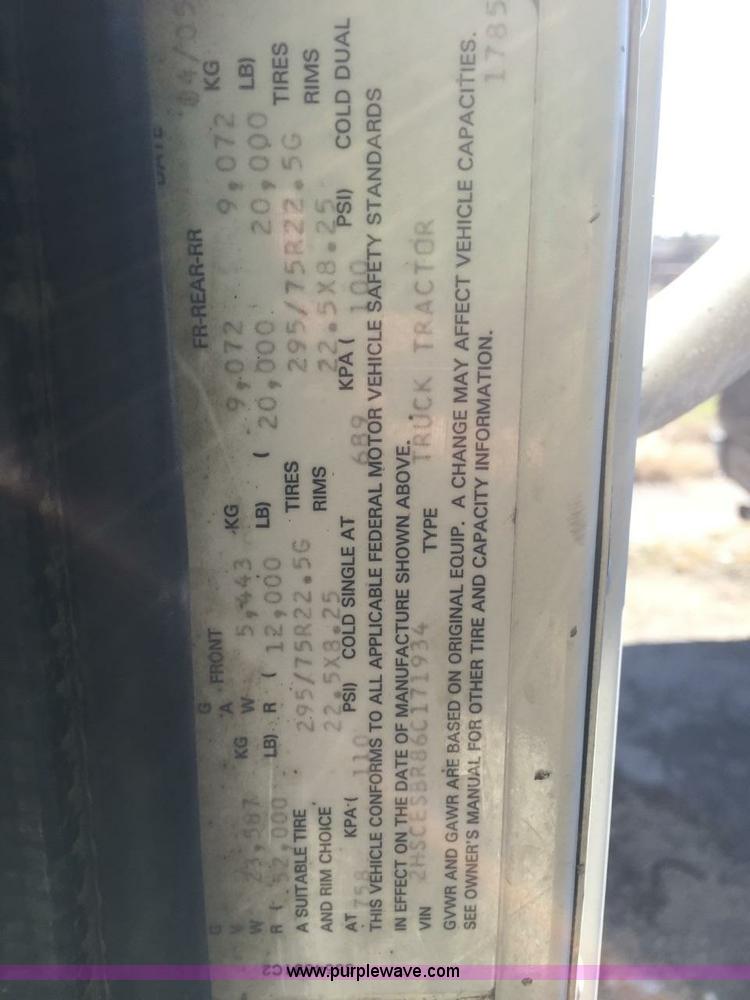 DATE 04/05
G G FRONT FR-REAR-RR
V A
W 23,587 KG W 5,443 KG 9,072 9,072 KG
R ( 52,000 LB) R ( 12,000 LB) ( 20,000 20,000 LB)
A SUITABLE TIRE 295/75R22.5G TIRES 295/75R22.5G TIRES
AND RIM CHOICE 22.5X8.25 RIMS 22.5X8.25 RIMS
AT 758 KPA ( 110 PSI) COLD SINGLE AT 689 KPA ( 100 PSI) COLD DUAL
THIS VEHICLE CONFORMS TO ALL APPLICABLE FEDERAL MOTOR VEHICLE SAFETY STANDARDS
IN EFFECT ON THE DATE OF MANUFACTURE SHOWN ABOVE.
VIN 2HSCESBR86C171934 TYPE TRUCK TRACTOR
GVWR AND GAWR ARE BASED ON ORIGINAL EQUIP. A CHANGE MAY AFFECT VEHICLE CAPACITIES.
SEE OWNER'S MANUAL FOR OTHER TIRE AND CAPACITY INFORMATION.
1785
www.purplewave.com